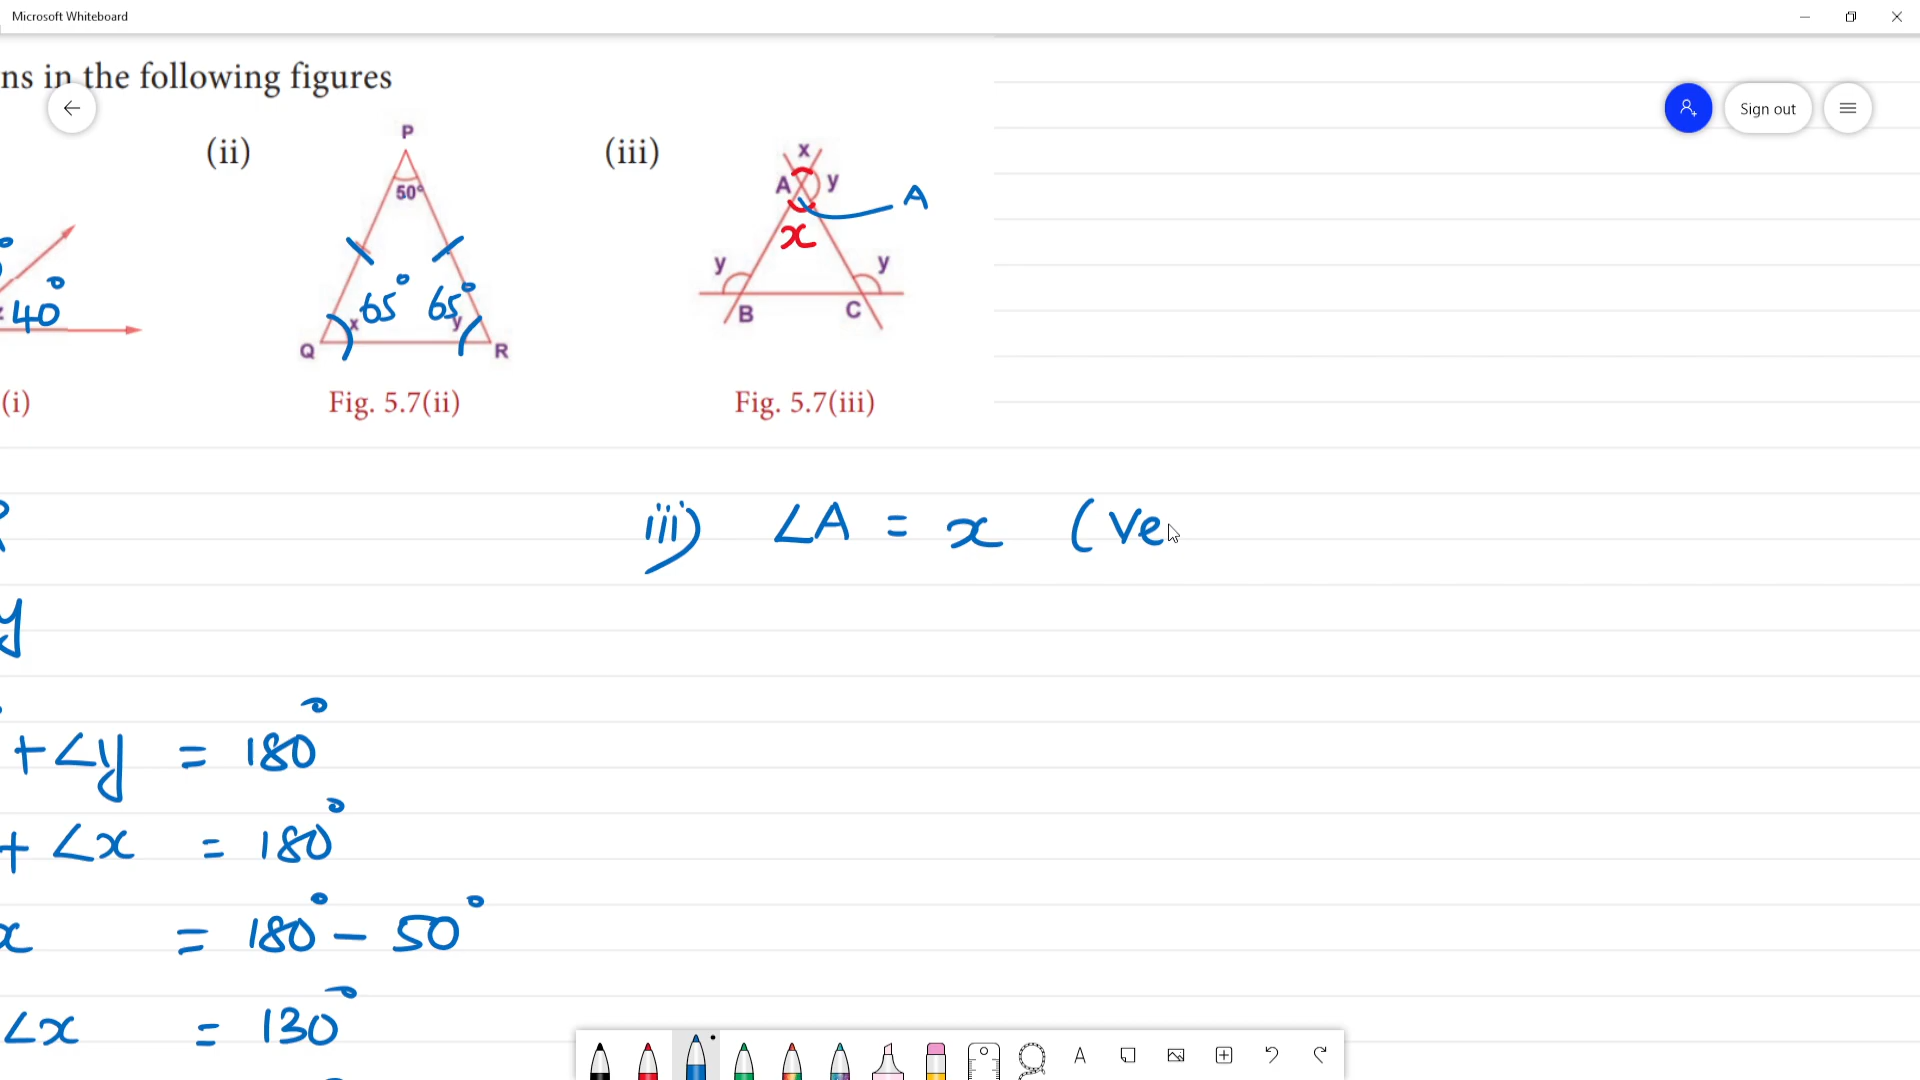 Microsoft Whiteboard
ns in the following figures
Sign out
(ii)
P
50°
65° 65°
x y
Q R
(iii)
x
A y
A
x
y y
B C
40°
(i)
Fig. 5.7(ii)
Fig. 5.7(iii)
iii) ∠A = x (Ve
y
+∠y = 180°
+ ∠x = 180°
x = 180° - 50°
∠x = 130°
A